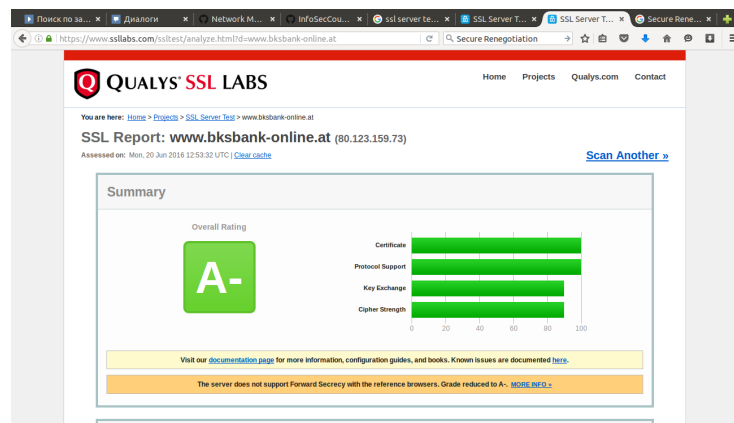 Поиск по за...
Диалоги
Network M...
InfoSecCou...
ssl server te...
SSL Server T...
SSL Server T...
Secure Rene...
https://www.ssllabs.com/ssltest/analyze.html?d=www.bksbank-online.at
Secure Renegotiation
QUALYS® SSL LABS
Home Projects Qualys.com Contact
You are here: Home > Projects > SSL Server Test > www.bksbank-online.at
SSL Report: www.bksbank-online.at (80.123.159.73)
Assessed on: Mon, 20 Jun 2016 12:53:32 UTC | Clear cache
Scan Another »
Summary
Overall Rating
A-
Certificate
Protocol Support
Key Exchange
Cipher Strength
0 20 40 60 80 100
Visit our documentation page for more information, configuration guides, and books. Known issues are documented here.
The server does not support Forward Secrecy with the reference browsers. Grade reduced to A-. MORE INFO »